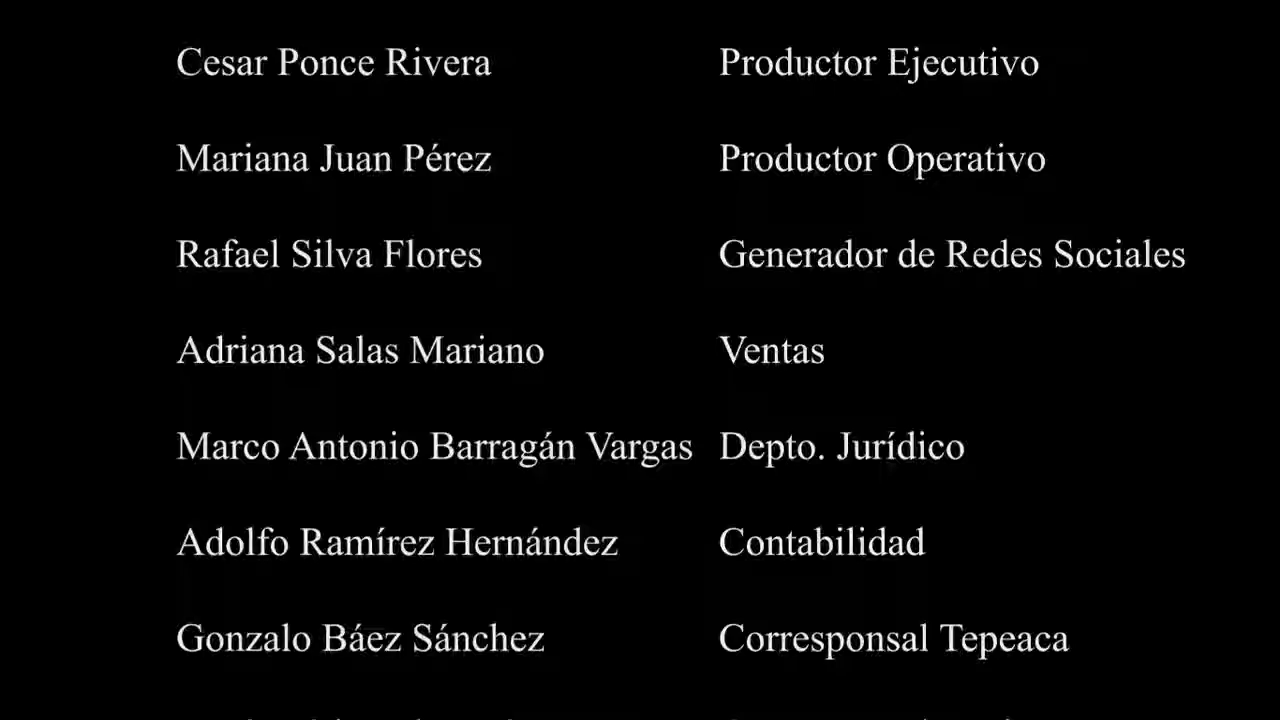 Cesar Ponce Rivera Productor Ejecutivo
Mariana Juan Pérez Productor Operativo
Rafael Silva Flores Generador de Redes Sociales
Adriana Salas Mariano Ventas
Marco Antonio Barragán Vargas Depto. Jurídico
Adolfo Ramírez Hernández Contabilidad
Gonzalo Báez Sánchez Corresponsal Tepeaca